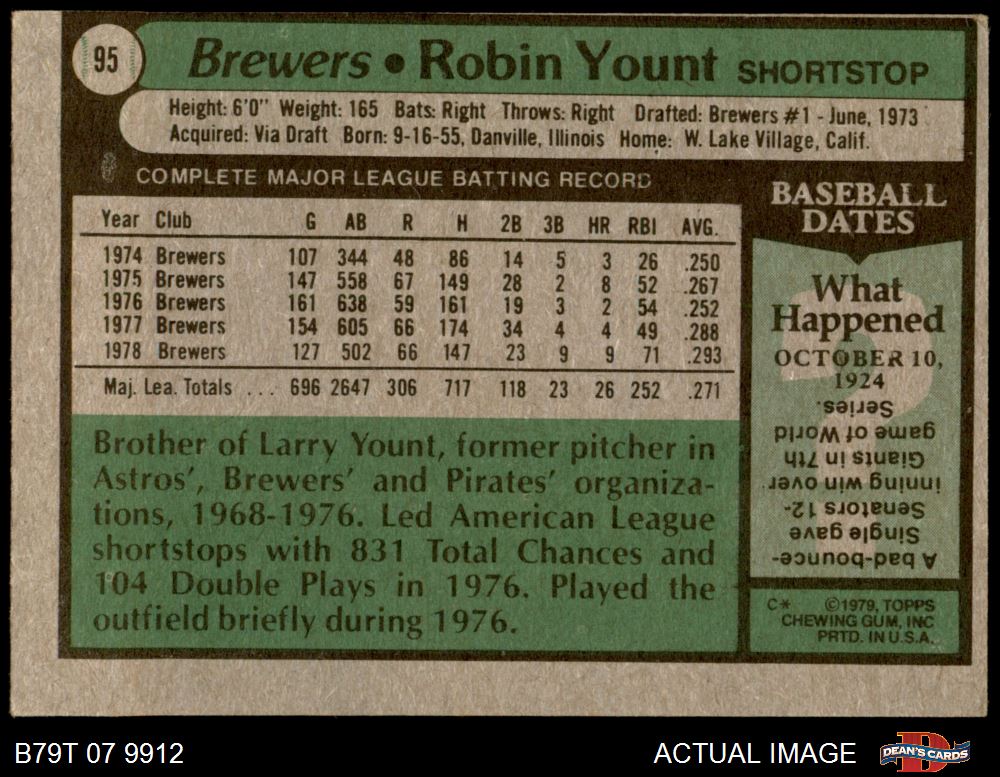 95 Brewers • Robin Yount SHORTSTOP
Height: 6'0" Weight: 165 Bats: Right Throws: Right Drafted: Brewers #1 - June, 1973
Acquired: Via Draft Born: 9-16-55, Danville, Illinois Home: W. Lake Village, Calif.
COMPLETE MAJOR LEAGUE BATTING RECORD
Year Club G AB R H 2B 3B HR RBI AVG.
1974 Brewers 107 344 48 86 14 5 3 26 .250
1975 Brewers 147 558 67 149 28 2 8 52 .267
1976 Brewers 161 638 59 161 19 3 2 54 .252
1977 Brewers 154 605 66 174 34 4 4 49 .288
1978 Brewers 127 502 66 147 23 9 9 71 .293
Maj. Lea. Totals ... 696 2647 306 717 118 23 26 252 .271
Brother of Larry Yount, former pitcher in
Astros', Brewers' and Pirates' organiza-
tions, 1968-1976. Led American League
shortstops with 831 Total Chances and
104 Double Plays in 1976. Played the
outfield briefly during 1976.
BASEBALL
DATES
What
Happened
OCTOBER 10,
1924
A bad-bounce
Single gave
Senators 12-
inning win over
Giants in 7th
game of World
Series.
C* ©1979, TOPPS
CHEWING GUM, INC
PRTD. IN U.S.A.
B79T 07 9912 ACTUAL IMAGE DEAN'S CARDS